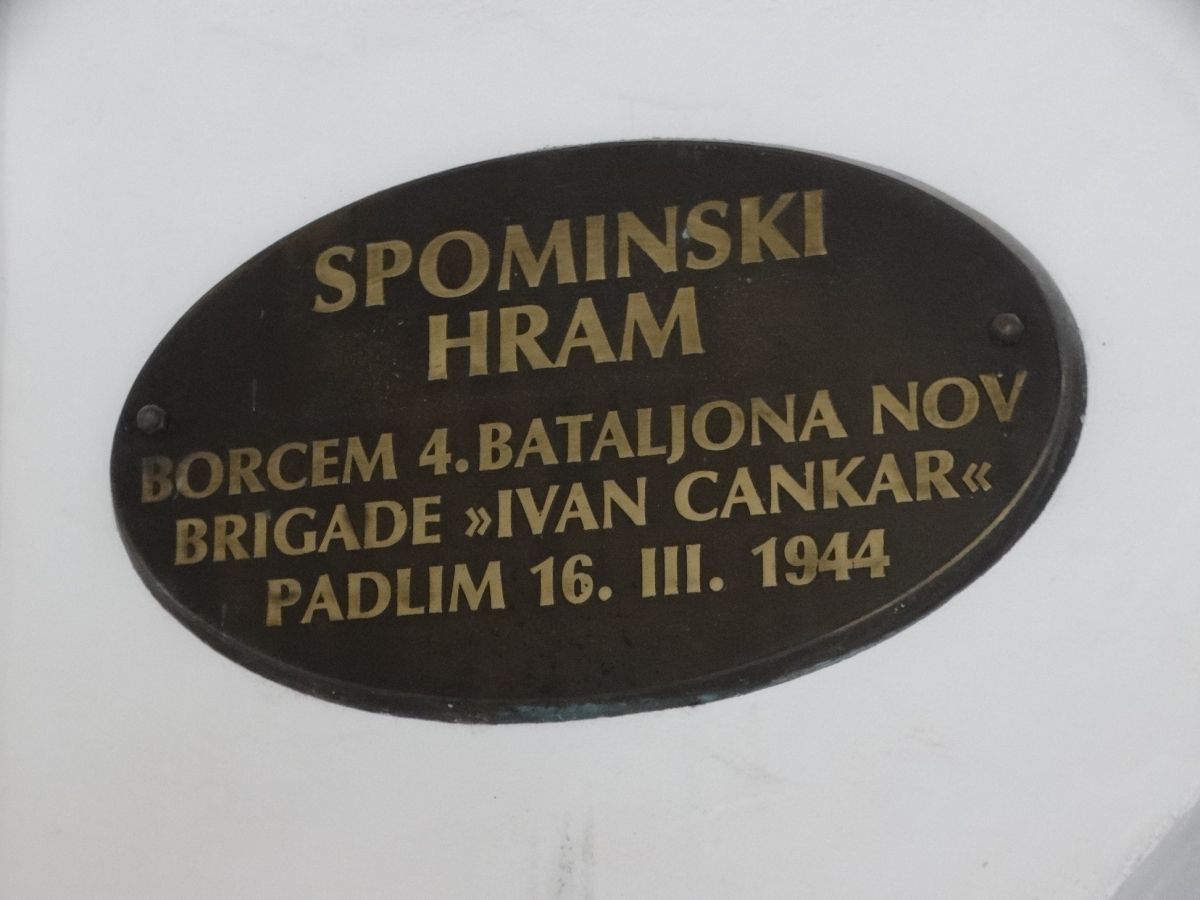 SPOMINSKI
HRAM
BORCEM 4. BATALJONA NOV
BRIGADE »IVAN CANKAR«
PADLIM 16. III. 1944